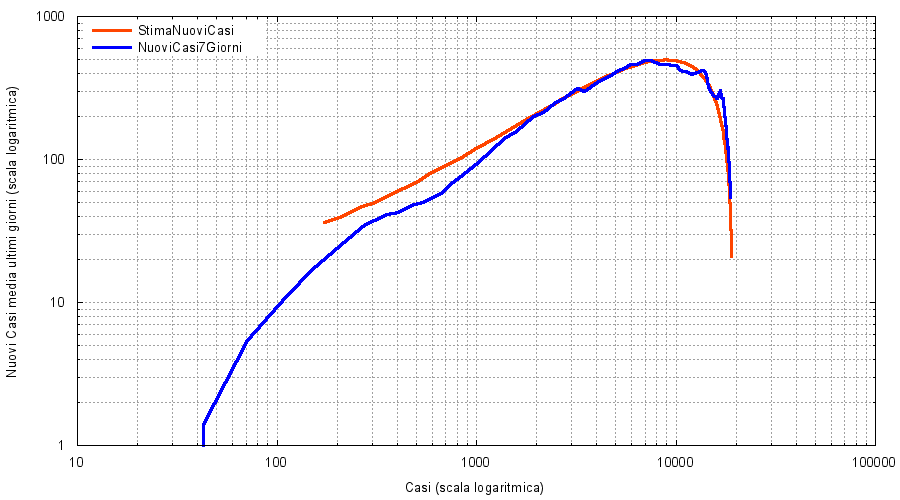 1000
100
10
1
Nuovi Casi media ultimi giorni (scala logaritmica)
StimaNuoviCasi
NuoviCasi7Giorni
10 100 1000 10000 100000
Casi (scala logaritmica)